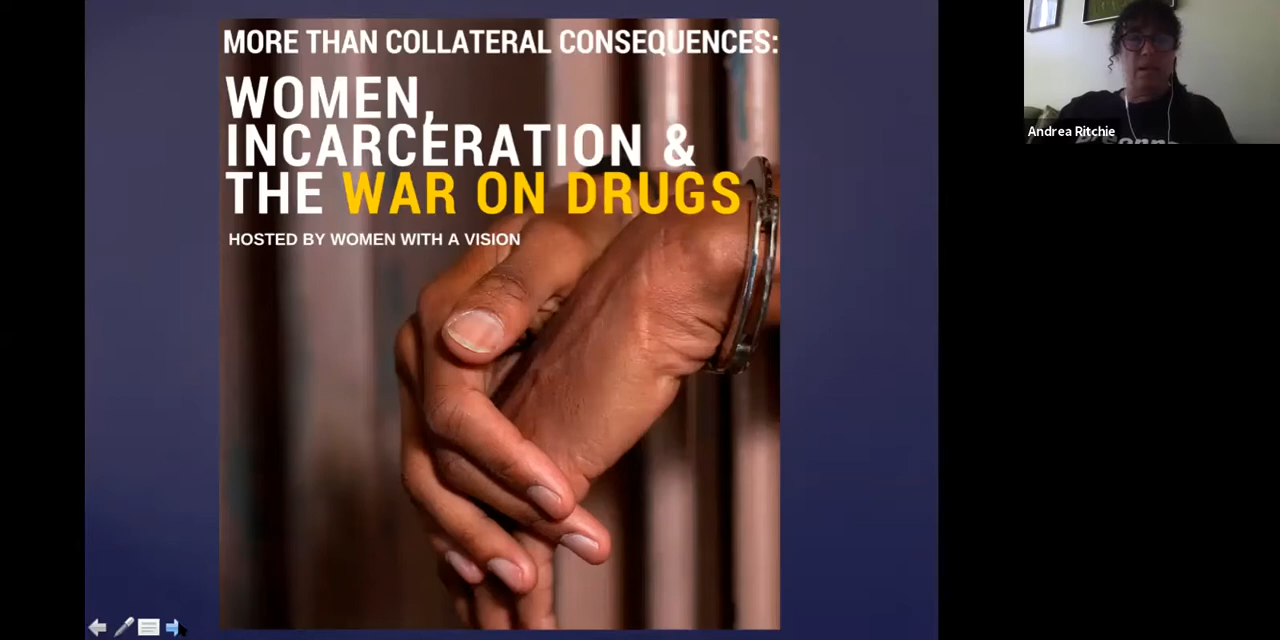 MORE THAN COLLATERAL CONSEQUENCES:
WOMEN,
INCARCERATION &
THE WAR ON DRUGS
HOSTED BY WOMEN WITH A VISION
Andrea Ritchie